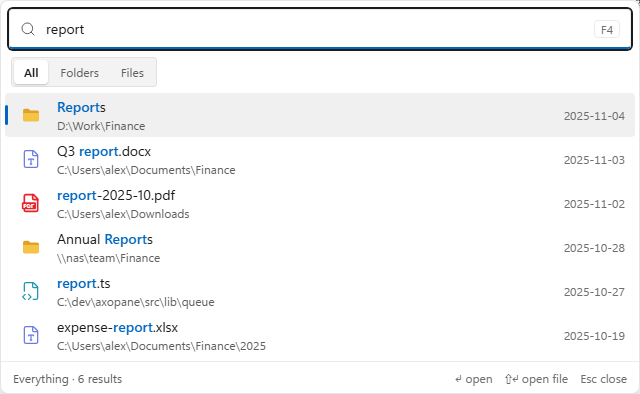 report
F4
All Folders Files
Reports
D:\Work\Finance
2025-11-04
Q3 report.docx
C:\Users\alex\Documents\Finance
2025-11-03
report-2025-10.pdf
C:\Users\alex\Downloads
2025-11-02
Annual Reports
\\nas\team\Finance
2025-10-28
report.ts
C:\dev\axopane\src\lib\queue
2025-10-27
expense-report.xlsx
C:\Users\alex\Documents\Finance\2025
2025-10-19
Everything · 6 results
↵ open ⇧↵ open file Esc close